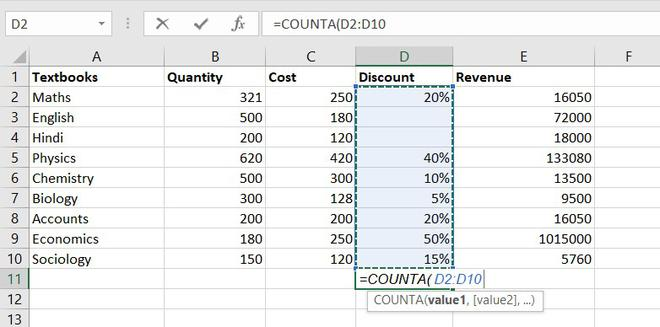 D2 fx =COUNTA(D2:D10
A B C D E F
1 Textbooks Quantity Cost Discount Revenue
2 Maths 321 250 20% 16050
3 English 500 180 72000
4 Hindi 200 120 18000
5 Physics 620 420 40% 133080
6 Chemistry 500 300 10% 13500
7 Biology 300 128 5% 9500
8 Accounts 200 200 20% 16050
9 Economics 180 250 50% 1015000
10 Sociology 150 120 15% 5760
11 =COUNTA( D2:D10
12 COUNTA(value1, [value2], ...)
13